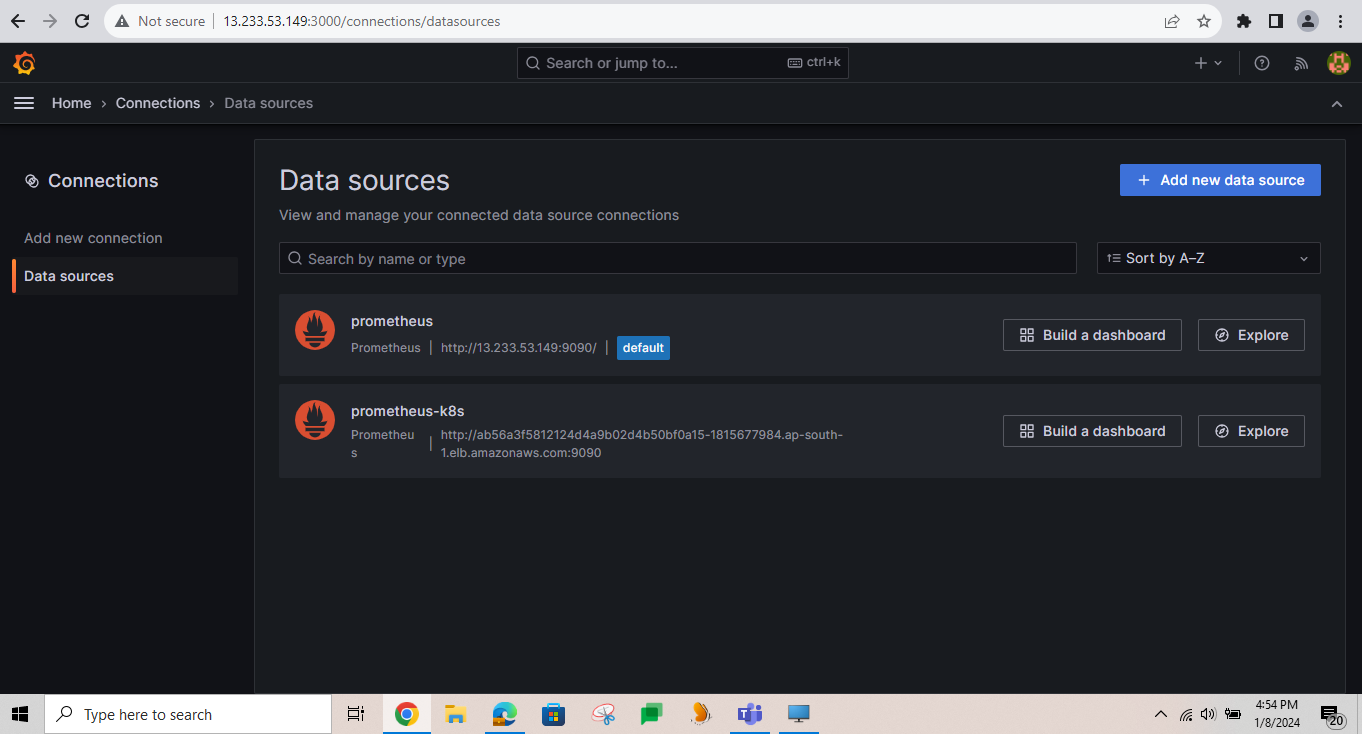 Not secure
13.233.53.149:3000/connections/datasources
Search or jump to...
ctrl+k
Home › Connections › Data sources
Connections
Add new connection
Data sources
Data sources
Add new data source
View and manage your connected data source connections
Search by name or type
Sort by A–Z
prometheus
Prometheus | http://13.233.53.149:9090/ | default
Build a dashboard
Explore
prometheus-k8s
Prometheu
s
http://ab56a3f5812124d4a9b02d4b50bf0a15-1815677984.ap-south-
1.elb.amazonaws.com:9090
Build a dashboard
Explore
Type here to search
4:54 PM
1/8/2024
20